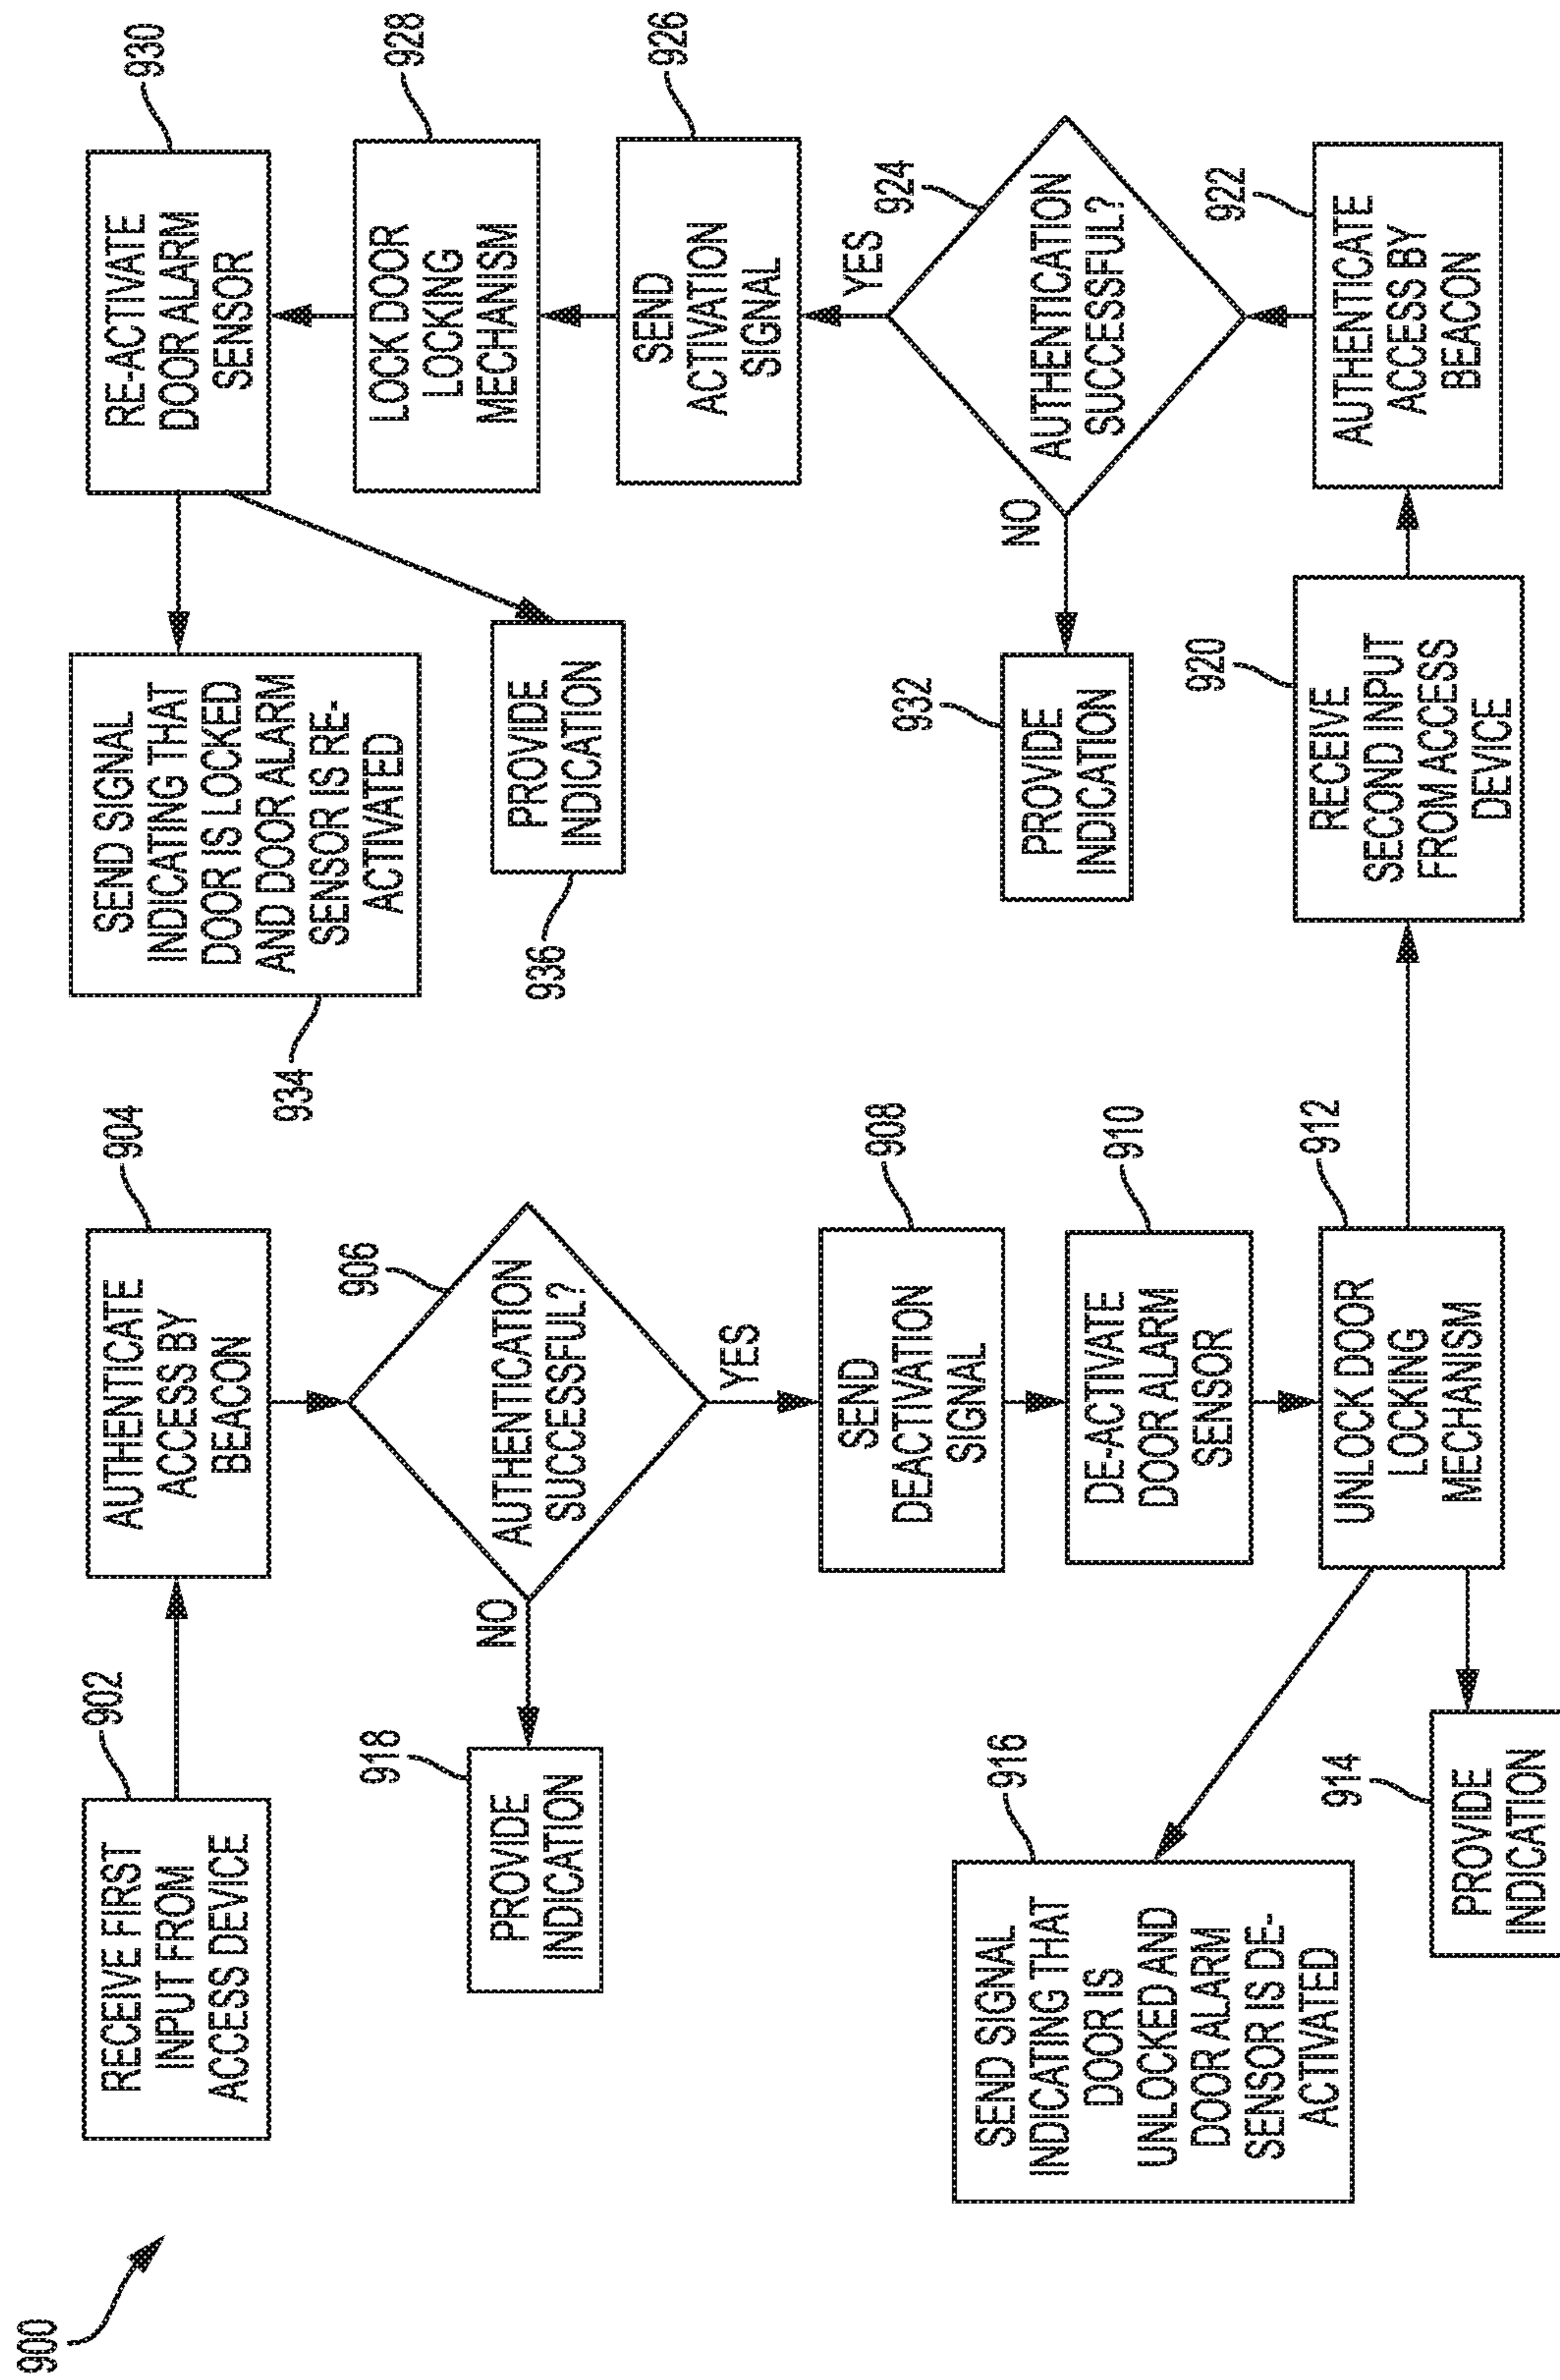 900
902
RECEIVE FIRST
INPUT FROM
ACCESS DEVICE
904
AUTHENTICATE
ACCESS BY
BEACON
906
AUTHENTICATION
SUCCESSFUL?
NO
918
PROVIDE
INDICATION
YES
908
SEND
DEACTIVATION
SIGNAL
910
DE-ACTIVATE
DOOR ALARM
SENSOR
912
UNLOCK DOOR
LOCKING
MECHANISM
916
SEND SIGNAL
INDICATING THAT
DOOR IS
UNLOCKED AND
DOOR ALARM
SENSOR IS DE-
ACTIVATED
914
PROVIDE
INDICATION
920
RECEIVE
SECOND INPUT
FROM ACCESS
DEVICE
922
AUTHENTICATE
ACCESS BY
BEACON
924
AUTHENTICATION
SUCCESSFUL?
NO
932
PROVIDE
INDICATION
YES
926
SEND
ACTIVATION
SIGNAL
928
LOCK DOOR
LOCKING
MECHANISM
930
RE-ACTIVATE
DOOR ALARM
SENSOR
934
SEND SIGNAL
INDICATING THAT
DOOR IS LOCKED
AND DOOR ALARM
SENSOR IS RE-
ACTIVATED
936
PROVIDE
INDICATION